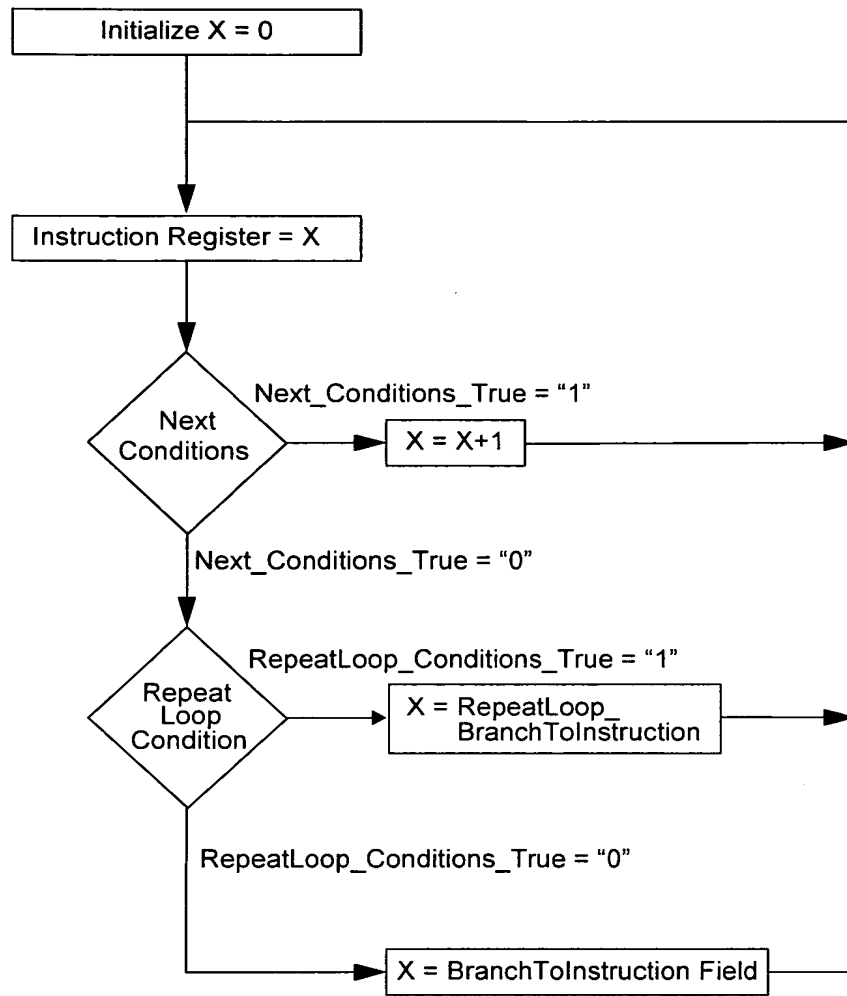 Initialize X = 0
Instruction Register = X
Next_Conditions_True = “1”
Next
Conditions
X = X+1
Next_Conditions_True = “0”
RepeatLoop_Conditions_True = “1”
Repeat
Loop
Condition
X = RepeatLoop_
BranchToInstruction
RepeatLoop_Conditions_True = “0”
X = BranchToInstruction Field